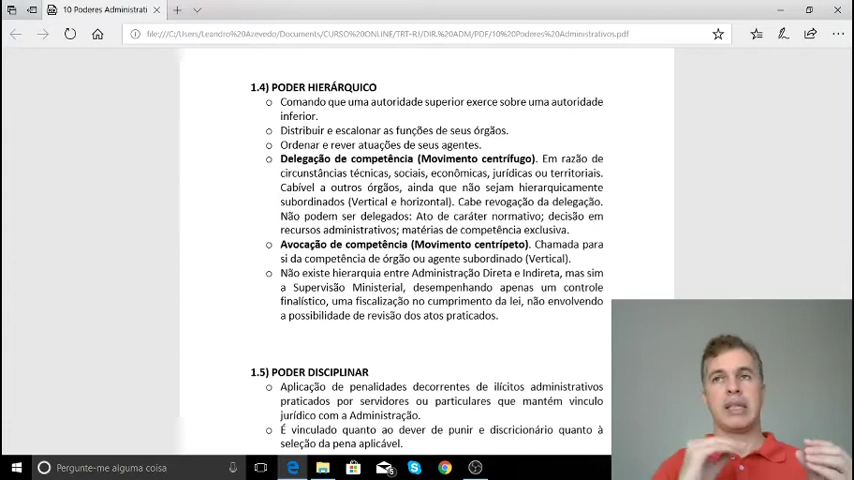 10 Poderes Administrati
file:///C:/Users/Leandro%20Azevedo/Documents/CURSO%20ONLINE/TRT-RJ/DIR.%20ADM/PDF/10%20Poderes%20Administrativos.pdf
1.4) PODER HIERÁRQUICO
o Comando que uma autoridade superior exerce sobre uma autoridade
inferior.
o Distribuir e escalonar as funções de seus órgãos.
o Ordenar e rever atuações de seus agentes.
o Delegação de competência (Movimento centrífugo). Em razão de
circunstâncias técnicas, sociais, econômicas, jurídicas ou territoriais.
Cabível a outros órgãos, ainda que não sejam hierarquicamente
subordinados (Vertical e horizontal). Cabe revogação da delegação.
Não podem ser delegados: Ato de caráter normativo; decisão em
recursos administrativos; matérias de competência exclusiva.
o Avocação de competência (Movimento centrípeto). Chamada para
si da competência de órgão ou agente subordinado (Vertical).
o Não existe hierarquia entre Administração Direta e Indireta, mas sim
a Supervisão Ministerial, desempenhando apenas um controle
finalístico, uma fiscalização no cumprimento da lei, não envolvendo
a possibilidade de revisão dos atos praticados.
1.5) PODER DISCIPLINAR
o Aplicação de penalidades decorrentes de ilícitos administrativos
praticados por servidores ou particulares que mantém vinculo
jurídico com a Administração.
o É vinculado quanto ao dever de punir e discricionário quanto à
seleção da pena aplicável.
Pergunte-me alguma coisa